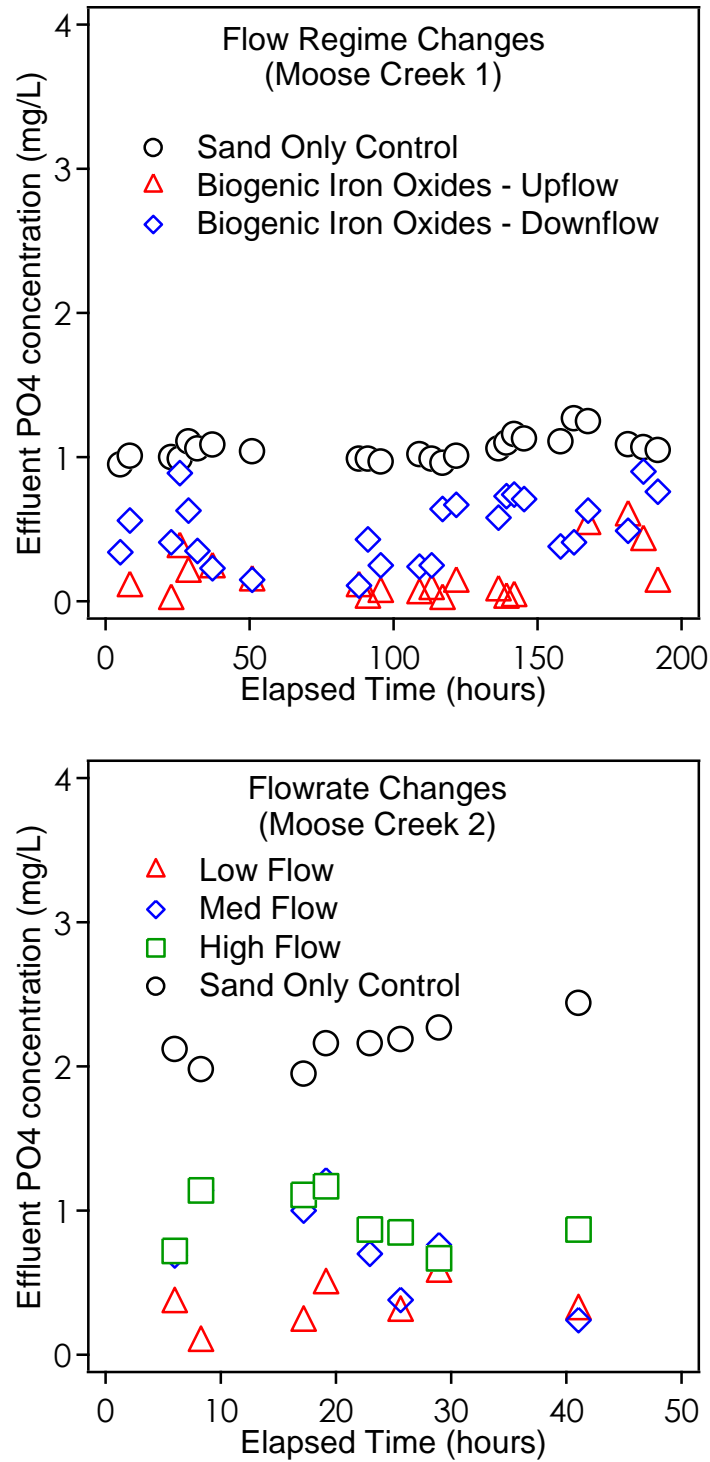 Flow Regime Changes
(Moose Creek 1)
Sand Only Control
Biogenic Iron Oxides - Upflow
Biogenic Iron Oxides - Downflow
Effluent PO4 concentration (mg/L)
4
3
2
1
0
0 50 100 150 200
Elapsed Time (hours)
Flowrate Changes
(Moose Creek 2)
Low Flow
Med Flow
High Flow
Sand Only Control
Effluent PO4 concentration (mg/L)
4
3
2
1
0
0 10 20 30 40 50
Elapsed Time (hours)